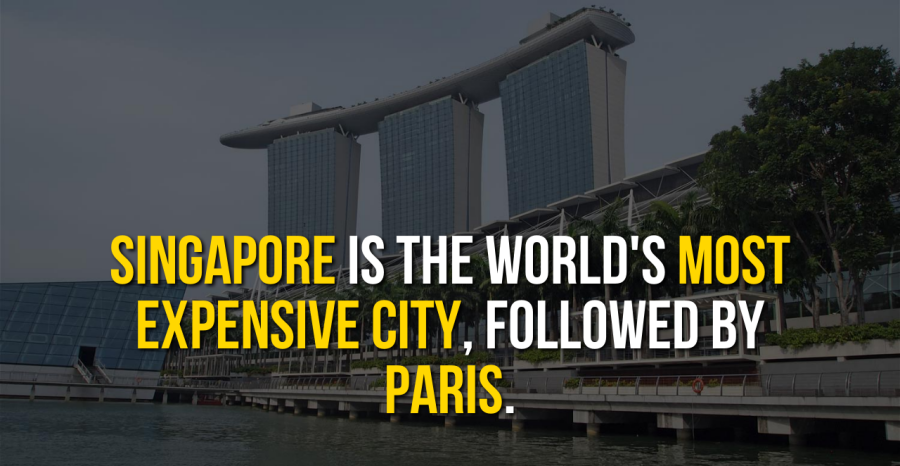 SINGAPORE IS THE WORLD'S MOST
EXPENSIVE CITY, FOLLOWED BY
PARIS.